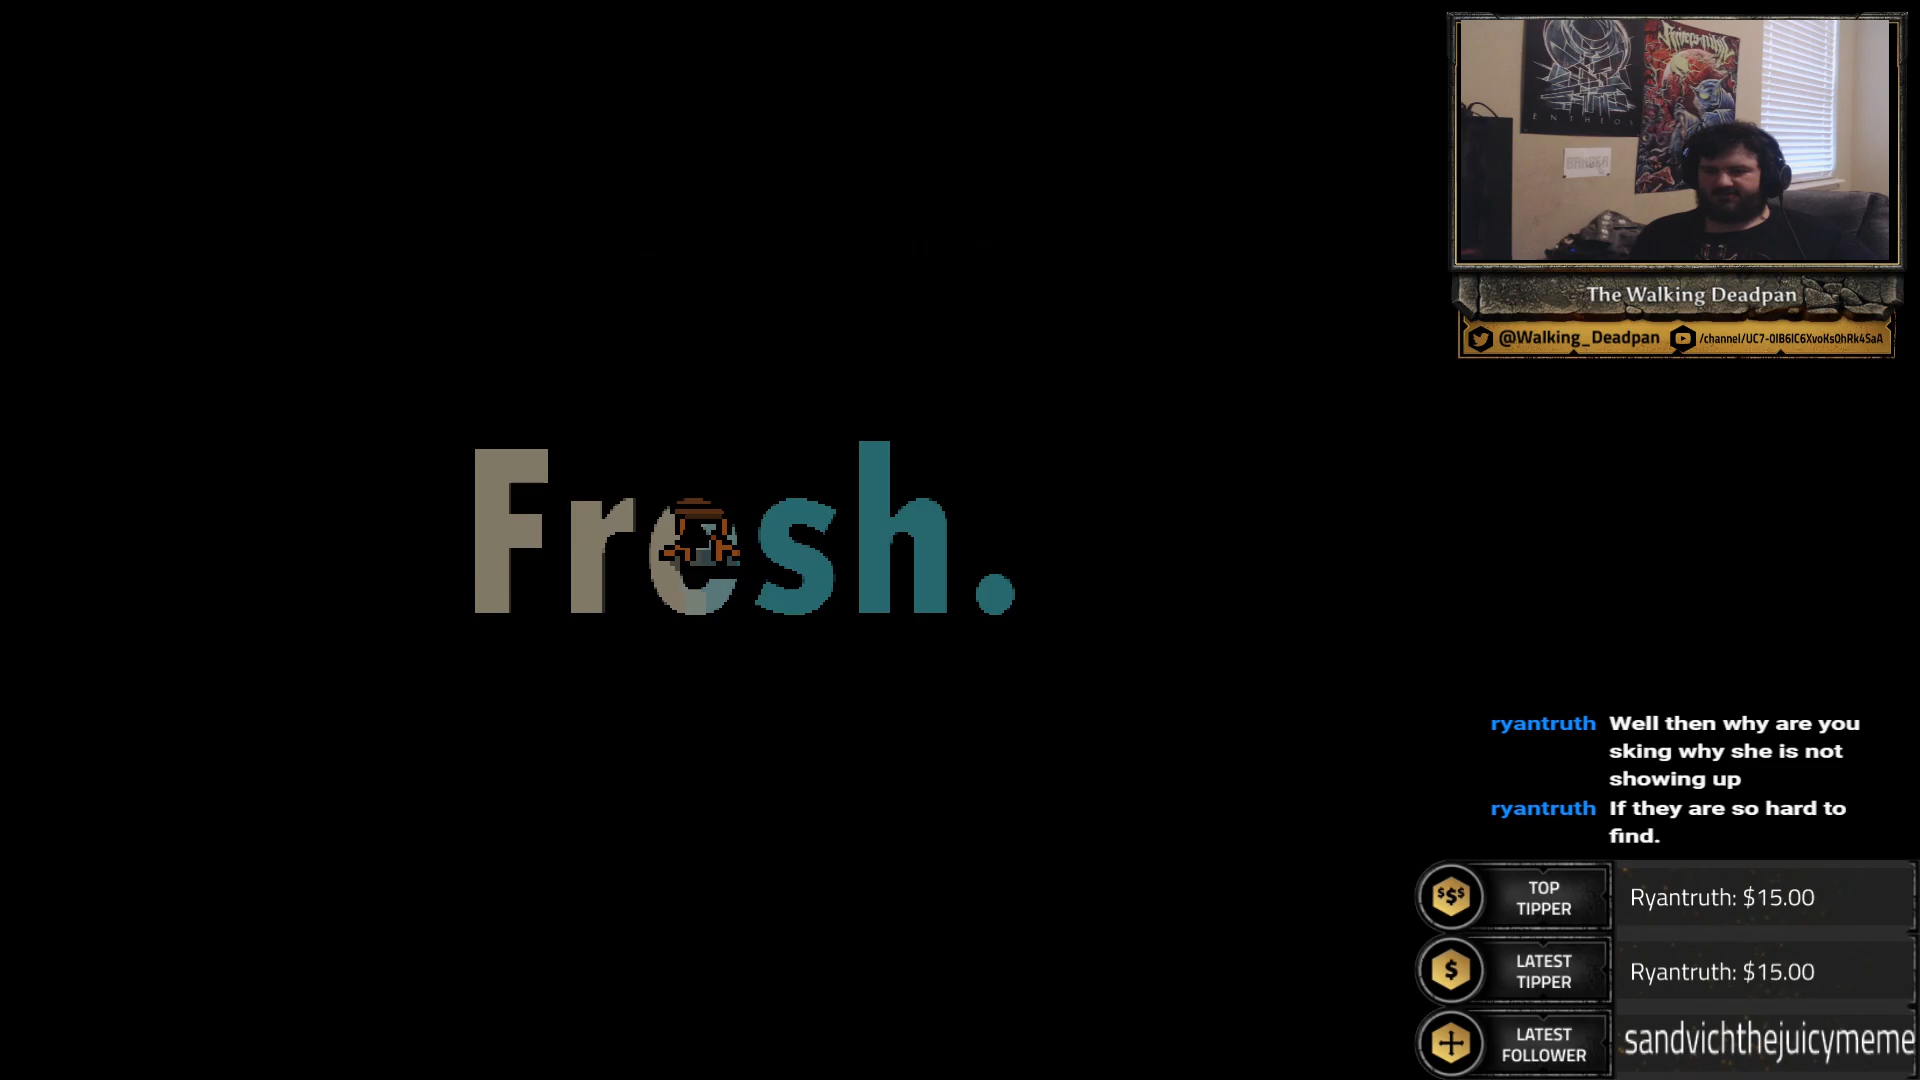 ENTHEOS
The Walking Deadpan
@Walking_Deadpan
/channel/UC7-0IB6IC6XvoKs0hRk4SaA
Fresh.
ryantruth Well then why are you
sking why she is not
showing up
ryantruth If they are so hard to
find.
TOP
TIPPER
Ryantruth: $15.00
LATEST
TIPPER
Ryantruth: $15.00
LATEST
FOLLOWER
sandvichthejuicymeme